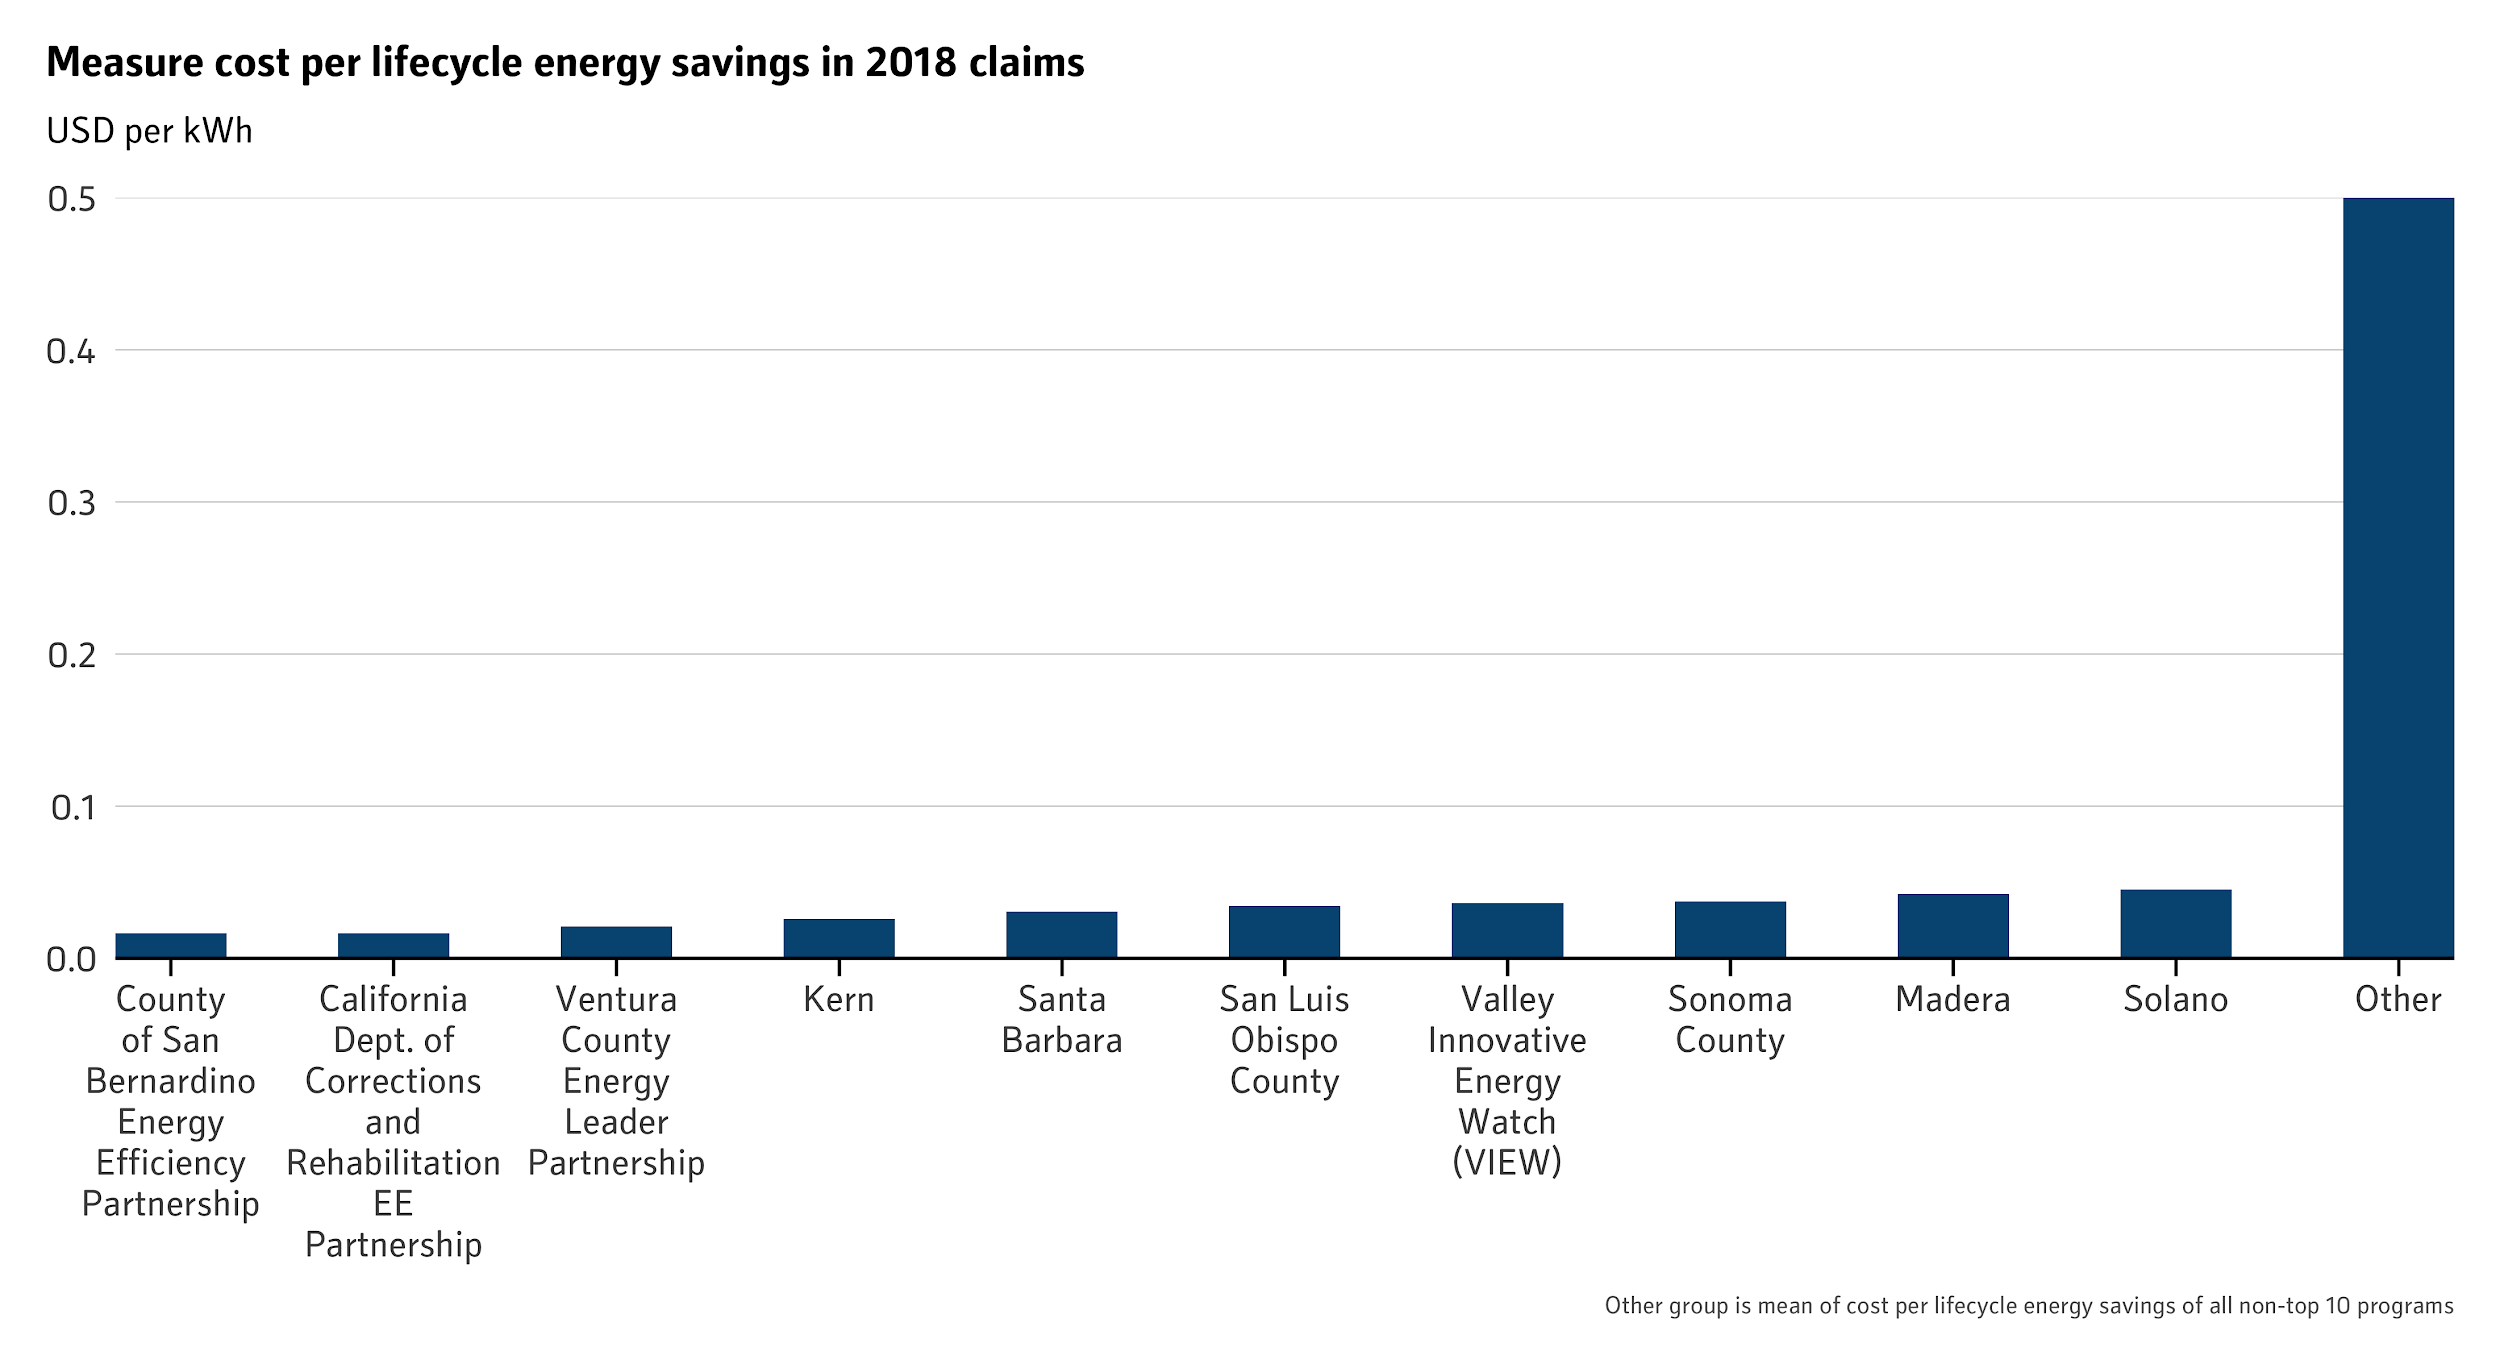 Measure cost per lifecycle energy savings in 2018 claims
USD per kWh
0.5
0.4
0.3
0.2
0.1
0.0
County
of San
Bernardino
Energy
Efficiency
Partnership
California
Dept. of
Corrections
and
Rehabilitation
EE
Partnership
Ventura
County
Energy
Leader
Partnership
Kern
Santa
Barbara
San Luis
Obispo
County
Valley
Innovative
Energy
Watch
(VIEW)
Sonoma
County
Madera
Solano
Other
Other group is mean of cost per lifecycle energy savings of all non-top 10 programs